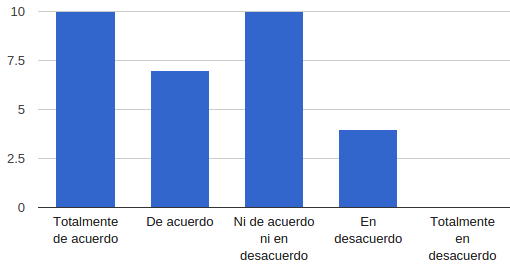 10
7.5
5
2.5
0
Totalmente
de acuerdo
De acuerdo
Ni de acuerdo
ni en
desacuerdo
En
desacuerdo
Totalmente
en
desacuerdo